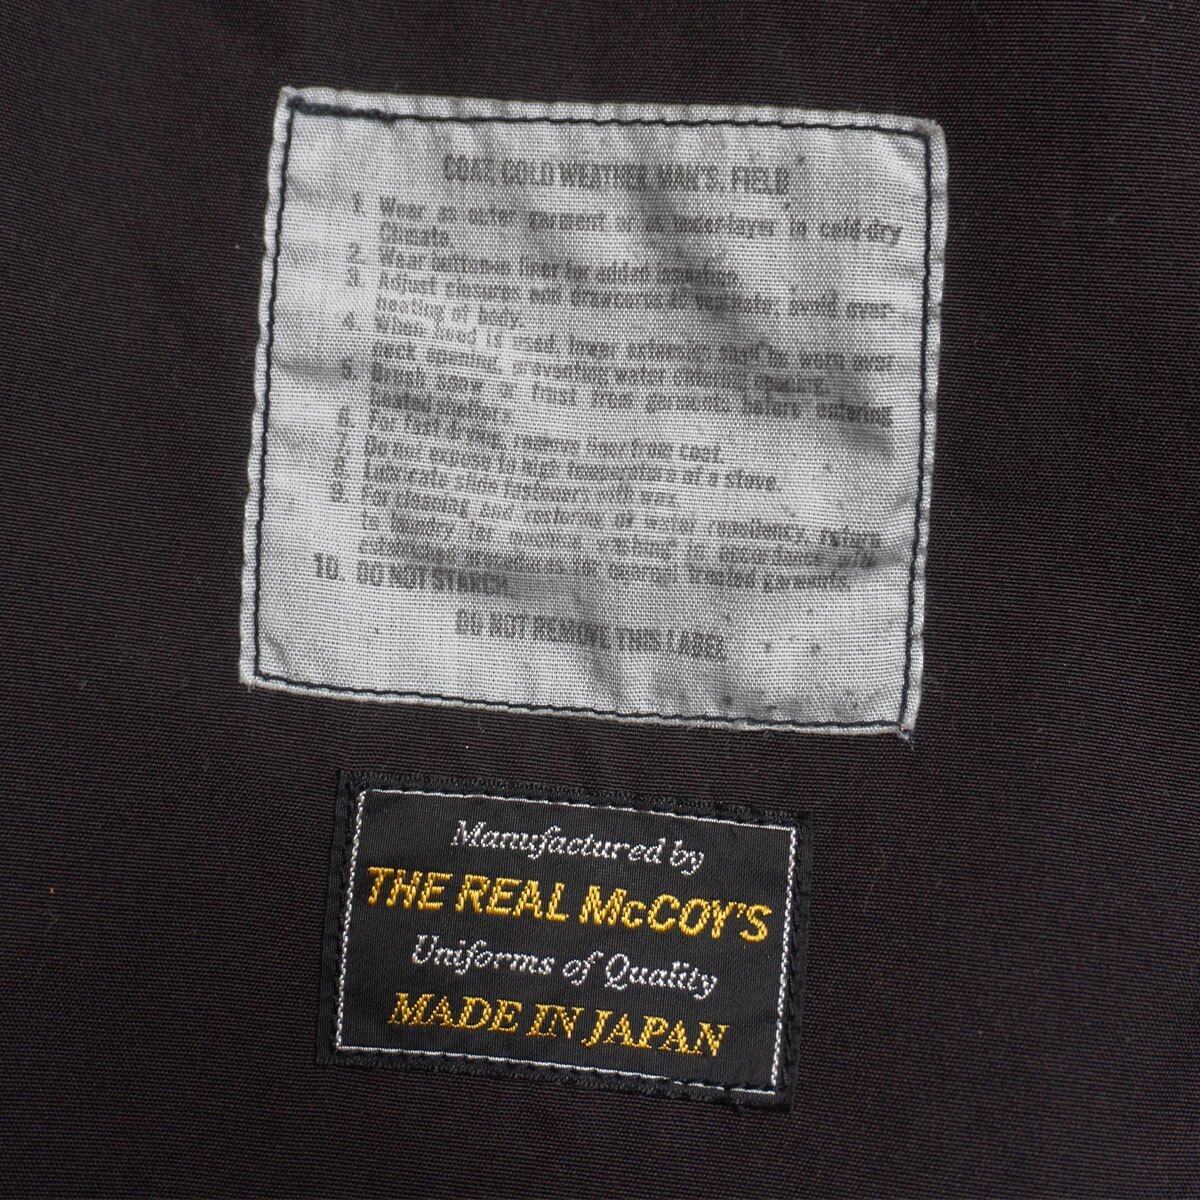 COAT, COLD WEATHER, MAN'S, FIELD
1. Wear as outer garment or as underlayer in cold-dry
Climate.
2. Wear button-on liner for added insulation.
3. Adjust closures and drawcords to ventilate; avoid over-
heating of body.
4. When hood is used, lower extension shall be worn over
neck opening, preventing water entering
5. Brush snow or frost from garments before entering
heated shelters.
6. For fast drying, remove liner from coat.
7. Do not expose to high temperature of a stove.
8. Lubricate slide fasteners with wax.
9. For cleaning and restoring of water repellency, return
to laundry for machine washing in accordance with
established procedures for quarpel treated garments.
10. DO NOT STARCH.
DO NOT REMOVE THIS LABEL
Manufactured by
THE REAL McCOY'S
Uniforms of Quality
MADE IN JAPAN